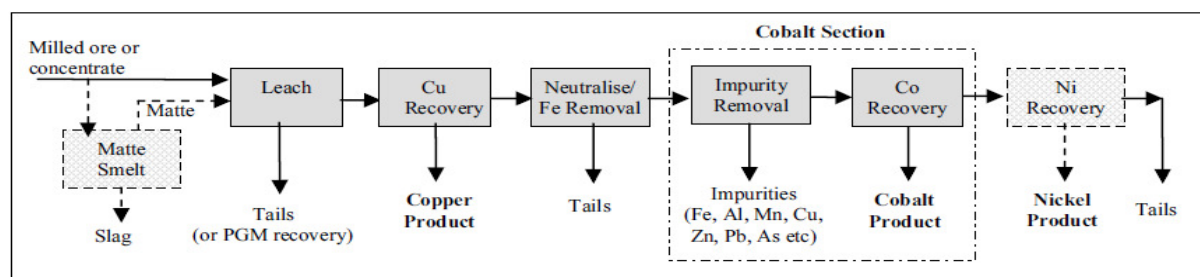 Cobalt Section
Milled ore or
concentrate
Matte
Leach
Cu
Recovery
Neutralise/
Fe Removal
Impurity
Removal
Co
Recovery
Ni
Recovery
Matte
Smelt
Slag
Tails
(or PGM recovery)
Copper
Product
Tails
Impurities
(Fe, Al, Mn, Cu,
Zn, Pb, As etc)
Cobalt
Product
Nickel
Product
Tails